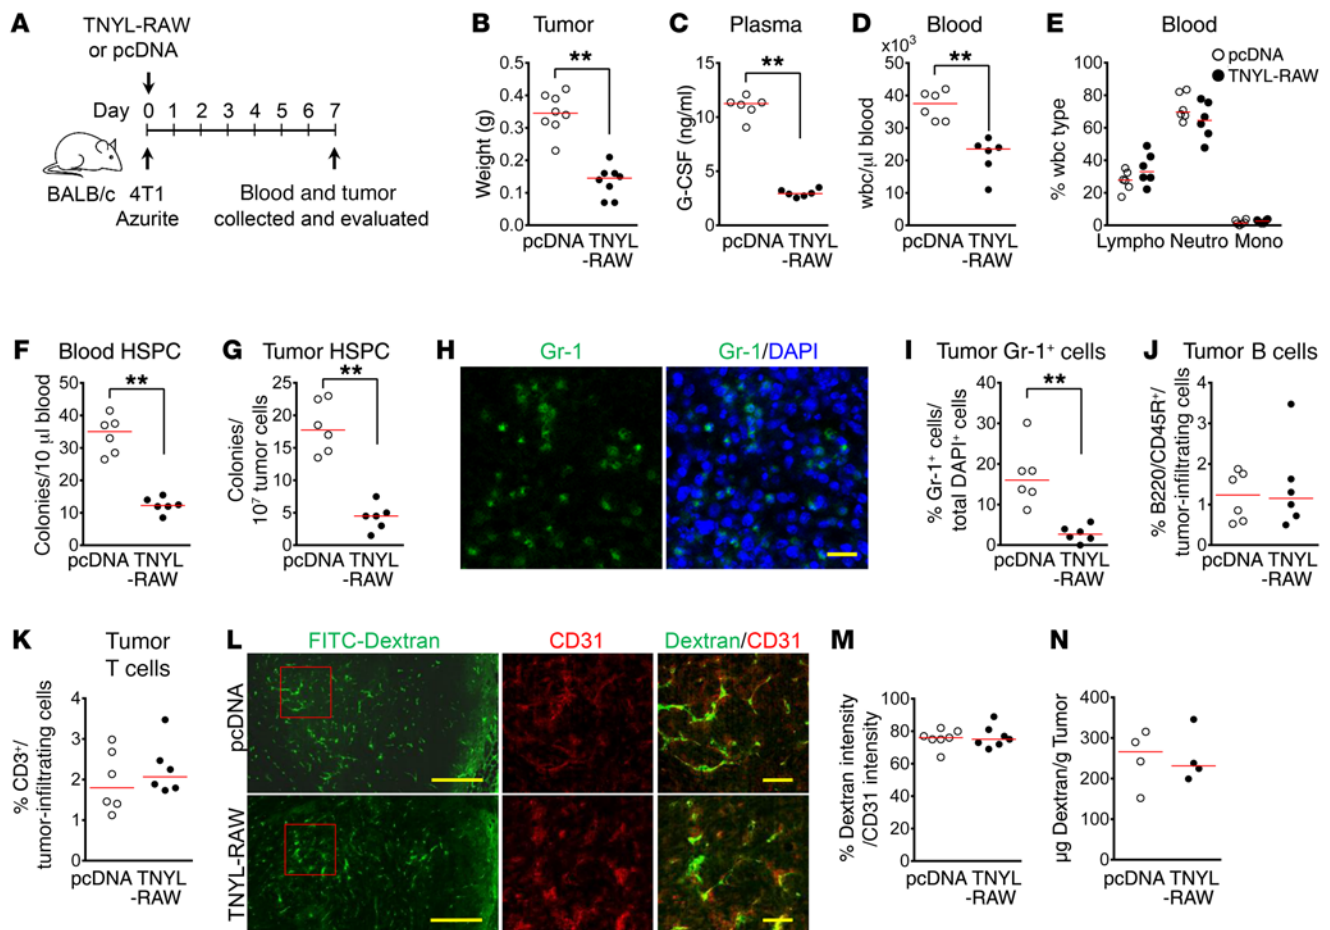 A
TNYL-RAW
or pcDNA
Day 0 1 2 3 4 5 6 7
BALB/c 4T1
Azurite
Blood and tumor
collected and evaluated
B Tumor
**
Weight (g)
0.5
0.4
0.3
0.2
0.1
0.0
pcDNA TNYL
-RAW
C Plasma
**
G-CSF (ng/ml)
15
10
5
0
pcDNA TNYL
-RAW
D Blood
x10³
**
wbc/µl blood
50
40
30
20
10
0
pcDNA TNYL
-RAW
E Blood
pcDNA
TNYL-RAW
% wbc type
100
80
60
40
20
0
Lympho Neutro Mono
F Blood HSPC
**
Colonies/10 µl blood
50
40
30
20
10
0
pcDNA TNYL
-RAW
G Tumor HSPC
**
Colonies/
10⁷ tumor cells
25
20
15
10
5
0
pcDNA TNYL
-RAW
H Gr-1 Gr-1/DAPI
I Tumor Gr-1⁺ cells
**
% Gr-1⁺ cells/
total DAPI⁺ cells
40
30
20
10
0
pcDNA TNYL
-RAW
J Tumor B cells
% B220/CD45R⁺/
tumor-infiltrating cells
4
3
2
1
0
pcDNA TNYL
-RAW
K Tumor
T cells
% CD3⁺/
tumor-infiltrating cells
4
3
2
1
0
pcDNA TNYL
-RAW
L FITC-Dextran CD31 Dextran/CD31
pcDNA
TNYL-RAW
M
% Dextran intensity
/CD31 intensity
100
80
60
40
20
0
pcDNA TNYL
-RAW
N
µg Dextran/g Tumor
400
300
200
100
0
pcDNA TNYL
-RAW